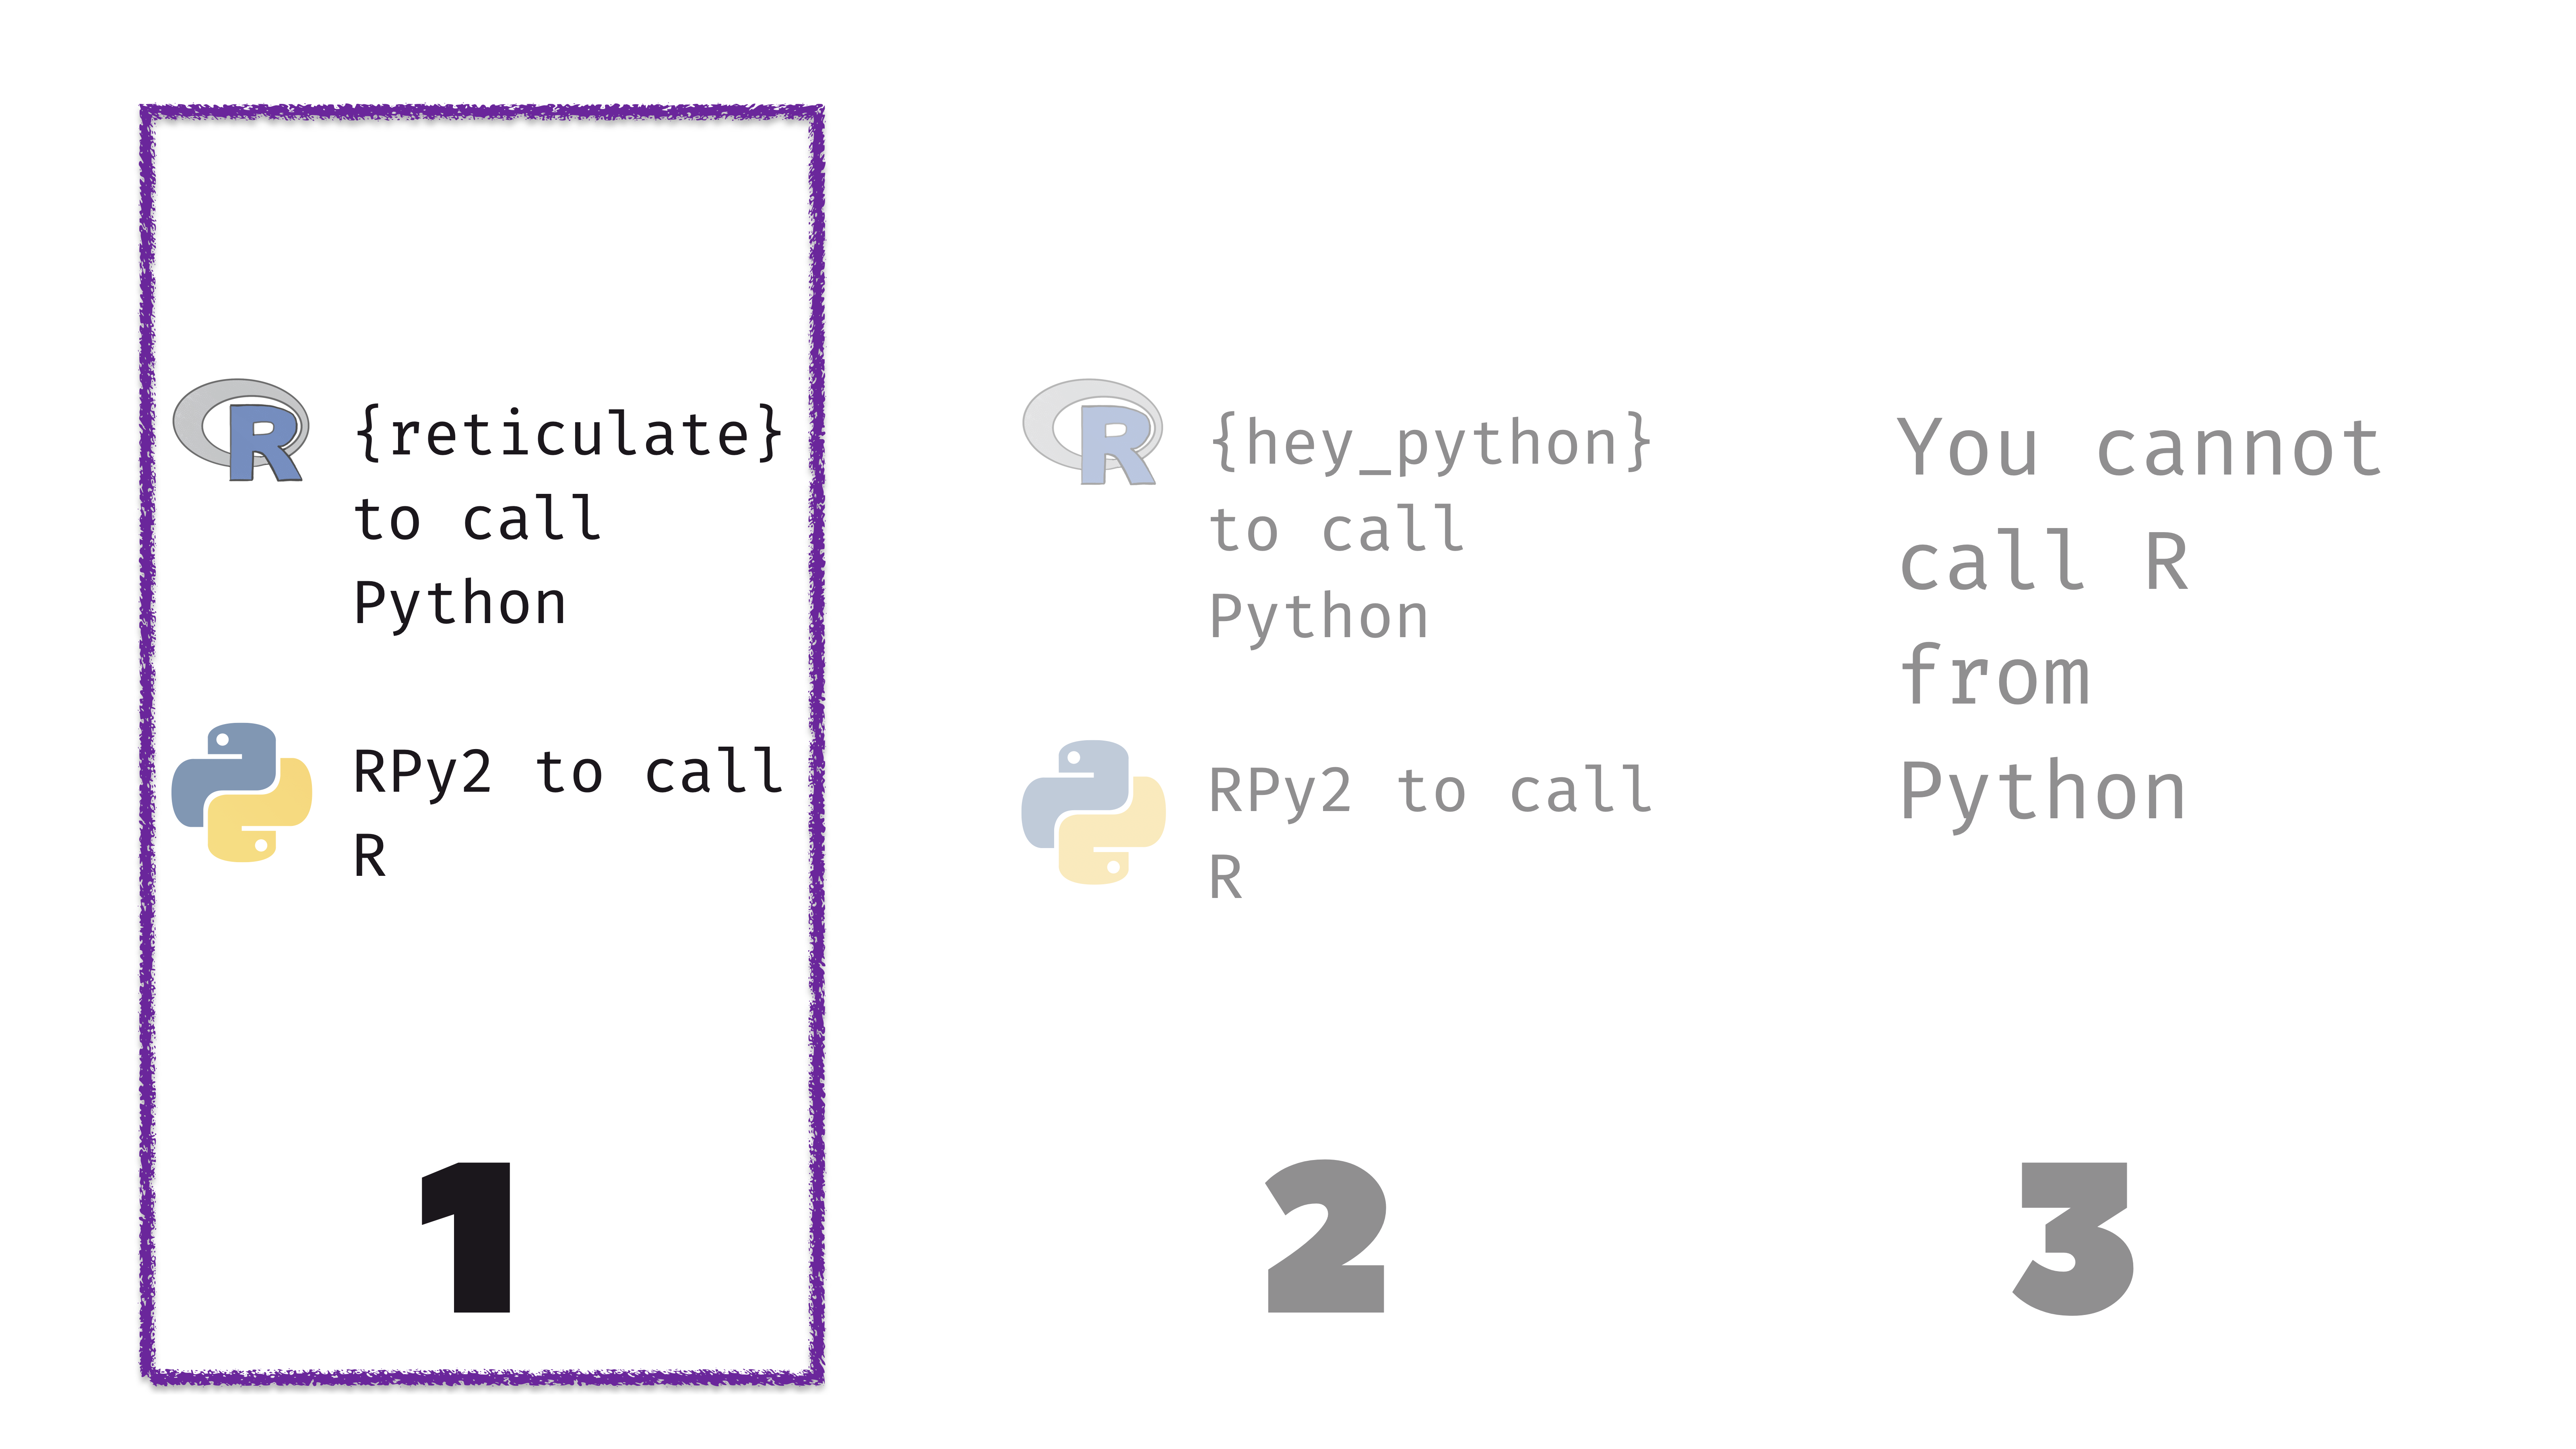 {reticulate}
to call
Python
RPy2 to call
R
1
{hey_python}
to call
Python
RPy2 to call
R
2
You cannot
call R
from
Python
3